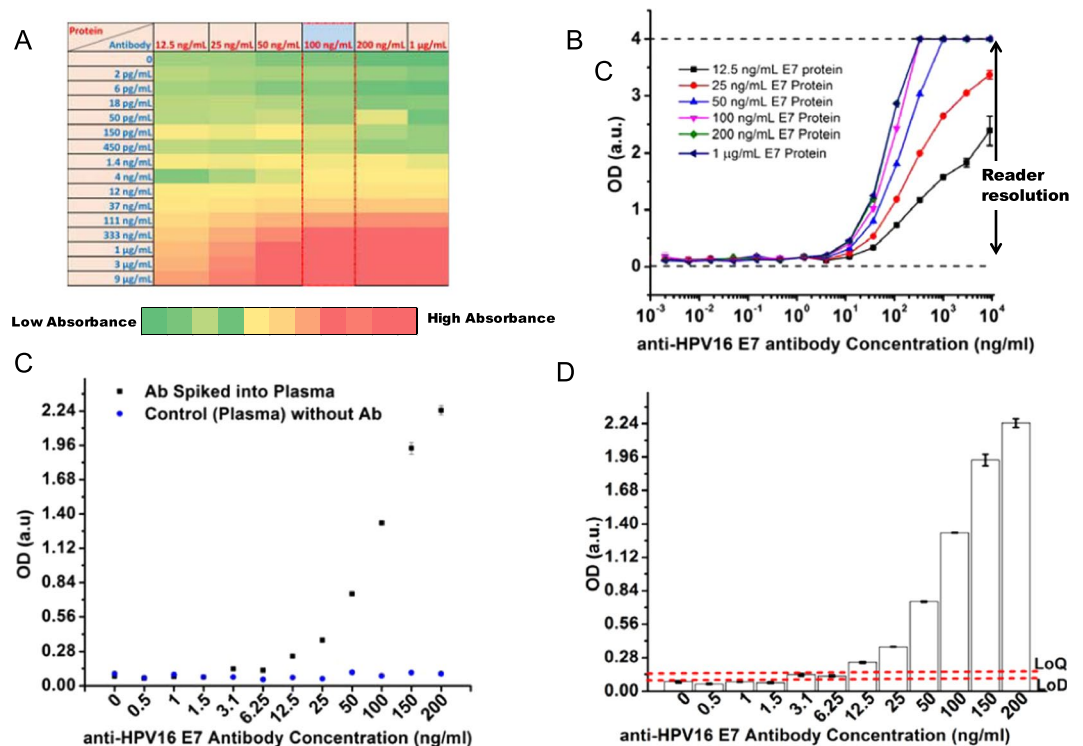 A
Protein
Antibody
12.5 ng/mL
25 ng/mL
50 ng/mL
100 ng/mL
200 ng/mL
1 µg/mL
0
2 pg/mL
6 pg/mL
18 pg/mL
50 pg/mL
150 pg/mL
450 pg/mL
1.4 ng/mL
4 ng/mL
12 ng/mL
37 ng/mL
111 ng/mL
333 ng/mL
1 µg/mL
3 µg/mL
9 µg/mL
Low Absorbance
High Absorbance
B
C
4
3
2
1
0
OD (a.u.)
12.5 ng/mL E7 protein
25 ng/mL E7 Protein
50 ng/mL E7 Protein
100 ng/mL E7 Protein
200 ng/mL E7 Protein
1 µg/mL E7 Protein
Reader
resolution
10⁻³ 10⁻² 10⁻¹ 10⁰ 10¹ 10² 10³ 10⁴
anti-HPV16 E7 antibody Concentration (ng/ml)
C
Ab Spiked into Plasma
Control (Plasma) without Ab
2.24
1.96
1.68
1.40
1.12
0.84
0.56
0.28
0.00
OD (a.u)
0 0.5 1 1.5 3.1 6.25 12.5 25 50 100 150 200
anti-HPV16 E7 Antibody Concentration (ng/ml)
D
2.24
1.96
1.68
1.40
1.12
0.84
0.56
0.28
0.00
OD (a.u.)
LoQ
LoD
0 0.5 1 1.5 3.1 6.25 12.5 25 50 100 150 200
anti-HPV16 E7 Antibody Concentration (ng/ml)